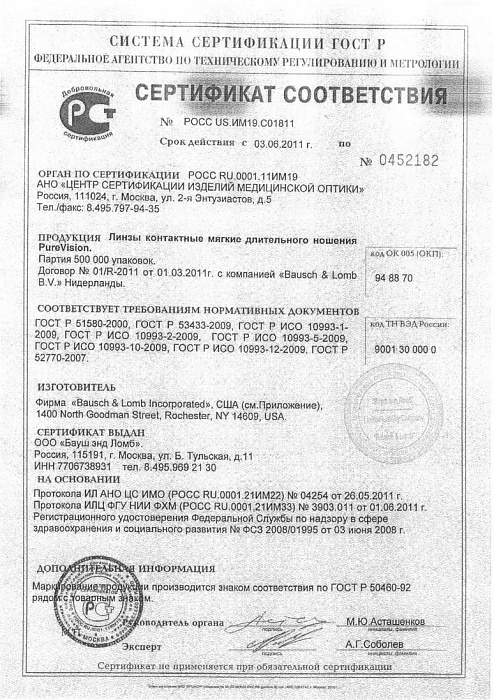 СИСТЕМА СЕРТИФИКАЦИИ ГОСТ Р
ФЕДЕРАЛЬНОЕ АГЕНТСТВО ПО ТЕХНИЧЕСКОМУ РЕГУЛИРОВАНИЮ И МЕТРОЛОГИИ
Добровольная
сертификация
СЕРТИФИКАТ СООТВЕТСТВИЯ
№ РОСС US.ИМ19.С01811
Срок действия с 03.06.2011 г. по
№ 0452182
ОРГАН ПО СЕРТИФИКАЦИИ РОСС RU.0001.11ИМ19
АНО «ЦЕНТР СЕРТИФИКАЦИИ ИЗДЕЛИЙ МЕДИЦИНСКОЙ ОПТИКИ»
Россия, 111024, г. Москва, ул. 2-я Энтузиастов, д.5
Тел./факс: 8.495.797-94-35
ПРОДУКЦИЯ Линзы контактные мягкие длительного ношения
PureVision.
Партия 500 000 упаковок.
Договор № 01/R-2011 от 01.03.2011г. с компанией «Bausch & Lomb
B.V.» Нидерланды.
код ОК 005 (ОКП):
94 88 70
СООТВЕТСТВУЕТ ТРЕБОВАНИЯМ НОРМАТИВНЫХ ДОКУМЕНТОВ
ГОСТ Р 51580-2000, ГОСТ Р 53433-2009, ГОСТ Р ИСО 10993-1-
2009, ГОСТ Р ИСО 10993-2-2009, ГОСТ Р ИСО 10993-5-2009,
ГОСТ Р ИСО 10993-10-2009, ГОСТ Р ИСО 10993-12-2009, ГОСТ Р
52770-2007.
код ТН ВЭД России:
9001 30 000 0
ИЗГОТОВИТЕЛЬ
Фирма «Bausch & Lomb Incorporated», США (см.Приложение),
1400 North Goodman Street, Rochester, NY 14609, USA.
СЕРТИФИКАТ ВЫДАН
ООО «Бауш энд Ломб».
Россия, 115191, г. Москва, ул. Б. Тульская, д.11
ИНН 7706738931 тел. 8.495.969 21 30
НА ОСНОВАНИИ
Протокола ИЛ АНО ЦС ИМО (РОСС RU.0001.21ИМ22) № 04254 от 26.05.2011 г.
Протокола ИЛЦ ФГУ НИИ ФХМ (РОСС RU.0001.21ИМ33) № 3903.011 от 01.06.2011 г.
Регистрационного удостоверения Федеральной Службы по надзору в сфере
здравоохранения и социального развития № ФСЗ 2008/01995 от 03 июня 2008 г.
ДОПОЛНИТЕЛЬНАЯ ИНФОРМАЦИЯ
Маркирование продукции производится знаком соответствия по ГОСТ Р 50460-92
рядом с товарным знаком.
Руководитель органа
подпись
М.Ю.Асташенков
инициалы, фамилия
Эксперт
подпись
А.Г.Соболев
инициалы, фамилия
Сертификат не применяется при обязательной сертификации